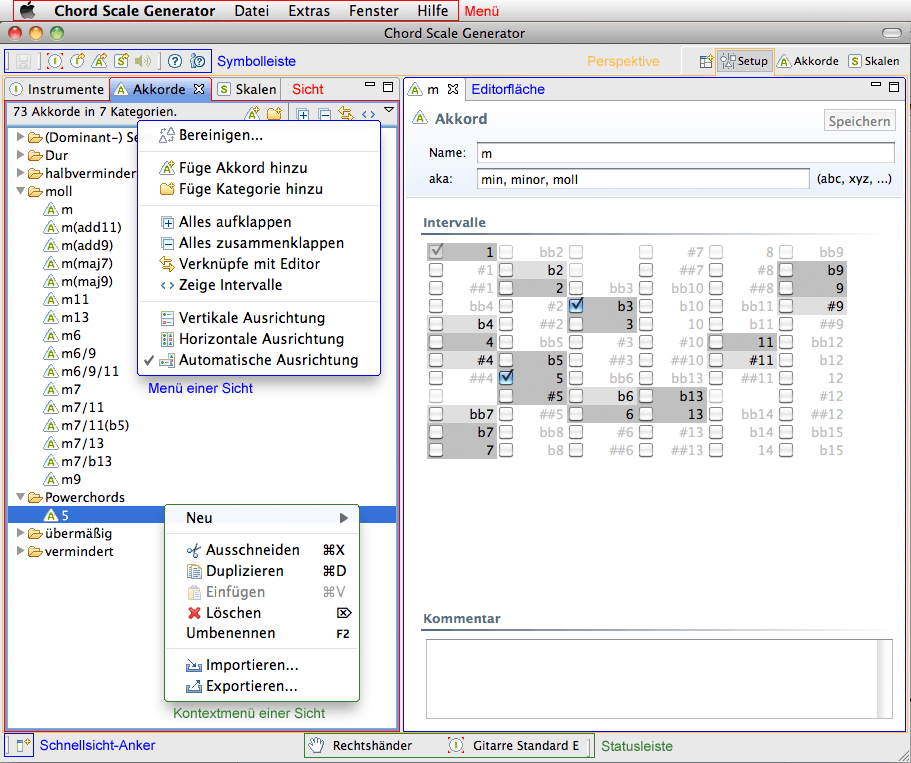 Chord Scale Generator Datei Extras Fenster Hilfe Menü
Chord Scale Generator
Symbolleiste Perspektive Setup Akkorde Skalen
Instrumente Akkorde Skalen Sicht
73 Akkorde in 7 Kategorien.
(Dominant-) Se
Dur
halbverminder
moll
m
m(add11)
m(add9)
m(maj7)
m(maj9)
m11
m13
m6
m6/9
m6/9/11
m7
m7/11
m7/11(b5)
m7/13
m7/b13
m9
Powerchords
5
übermäßig
vermindert
Bereinigen...
Füge Akkord hinzu
Füge Kategorie hinzu
Alles aufklappen
Alles zusammenklappen
Verknüpfe mit Editor
Zeige Intervalle
Vertikale Ausrichtung
Horizontale Ausrichtung
Automatische Ausrichtung
Menü einer Sicht
Neu
Ausschneiden ⌘X
Duplizieren ⌘D
Einfügen ⌘V
Löschen ⌦
Umbenennen F2
Importieren...
Exportieren...
Kontextmenü einer Sicht
m Editorfläche
Akkord Speichern
Name: m
aka: min, minor, moll (abc, xyz, ...)
Intervalle
1 bb2 #7 8 bb9
#1 b2 ##7 #8 b9
##1 2 bb3 bb10 ##8 9
bb4 #2 b3 b10 bb11 #9
b4 ##2 3 10 b11 ##9
4 bb5 #3 #10 11 bb12
#4 b5 ##3 ##10 #11 b12
##4 5 bb6 bb13 ##11 12
#5 b6 b13 #12
bb7 ##5 6 13 bb14 ##12
b7 bb8 #6 #13 b14 bb15
7 b8 ##6 ##13 14 b15
Kommentar
Schnellsicht-Anker Rechtshänder Gitarre Standard E Statusleiste